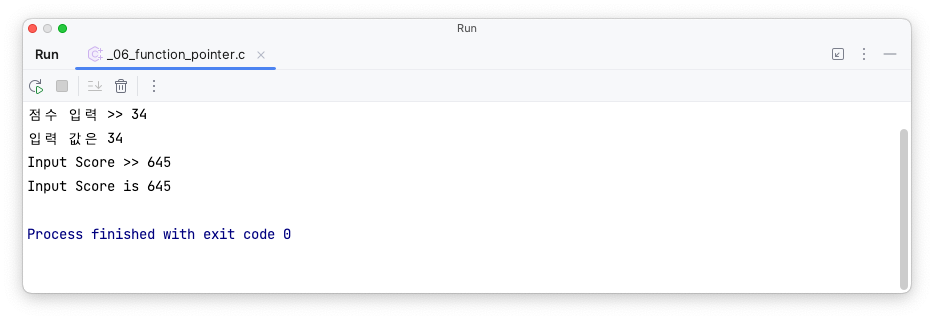 Run
Run _06_function_pointer.c
점수 입력 >> 34
입력 값은 34
Input Score >> 645
Input Score is 645
Process finished with exit code 0